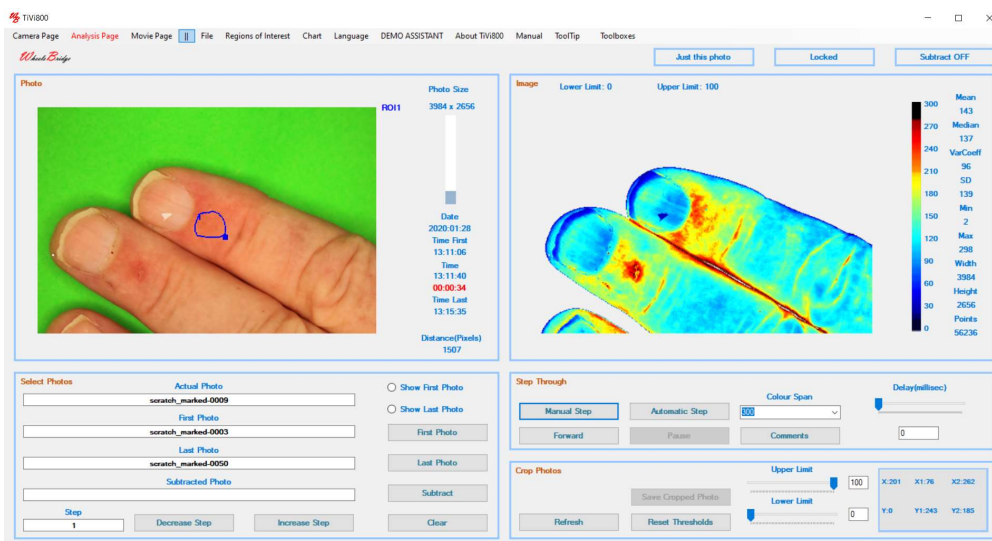 TiVi800
Camera Page Analysis Page Movie Page || File Regions of Interest Chart Language DEMO ASSISTANT About TiVi800 Manual ToolTip Toolboxes
WheelsBridge
Just this photo Locked Subtract OFF
Photo
Photo Size
3984 x 2656
ROI1
Date
2020:01:28
Time First
13:11:06
Time
13:11:40
00:00:34
Time Last
13:15:35
Distance(Pixels)
1507
Image Lower Limit: 0 Upper Limit: 100
300
270
240
210
180
150
120
90
60
30
0
Mean
143
Median
137
VarCoeff
96
SD
139
Min
2
Max
298
Width
3984
Height
2656
Points
56236
Select Photos
Actual Photo
scratch_marked-0009
First Photo
scratch_marked-0003
Last Photo
scratch_marked-0050
Subtracted Photo
Step
1
Decrease Step Increase Step
Show First Photo
Show Last Photo
First Photo
Last Photo
Subtract
Clear
Step Through
Manual Step Automatic Step
Colour Span
300
Delay(millisec)
Forward Pause Comments
0
Crop Photos
Upper Limit
100
Save Cropped Photo
Lower Limit
0
Refresh Reset Thresholds
X:201 X1:76 X2:262
Y:0 Y1:243 Y2:185